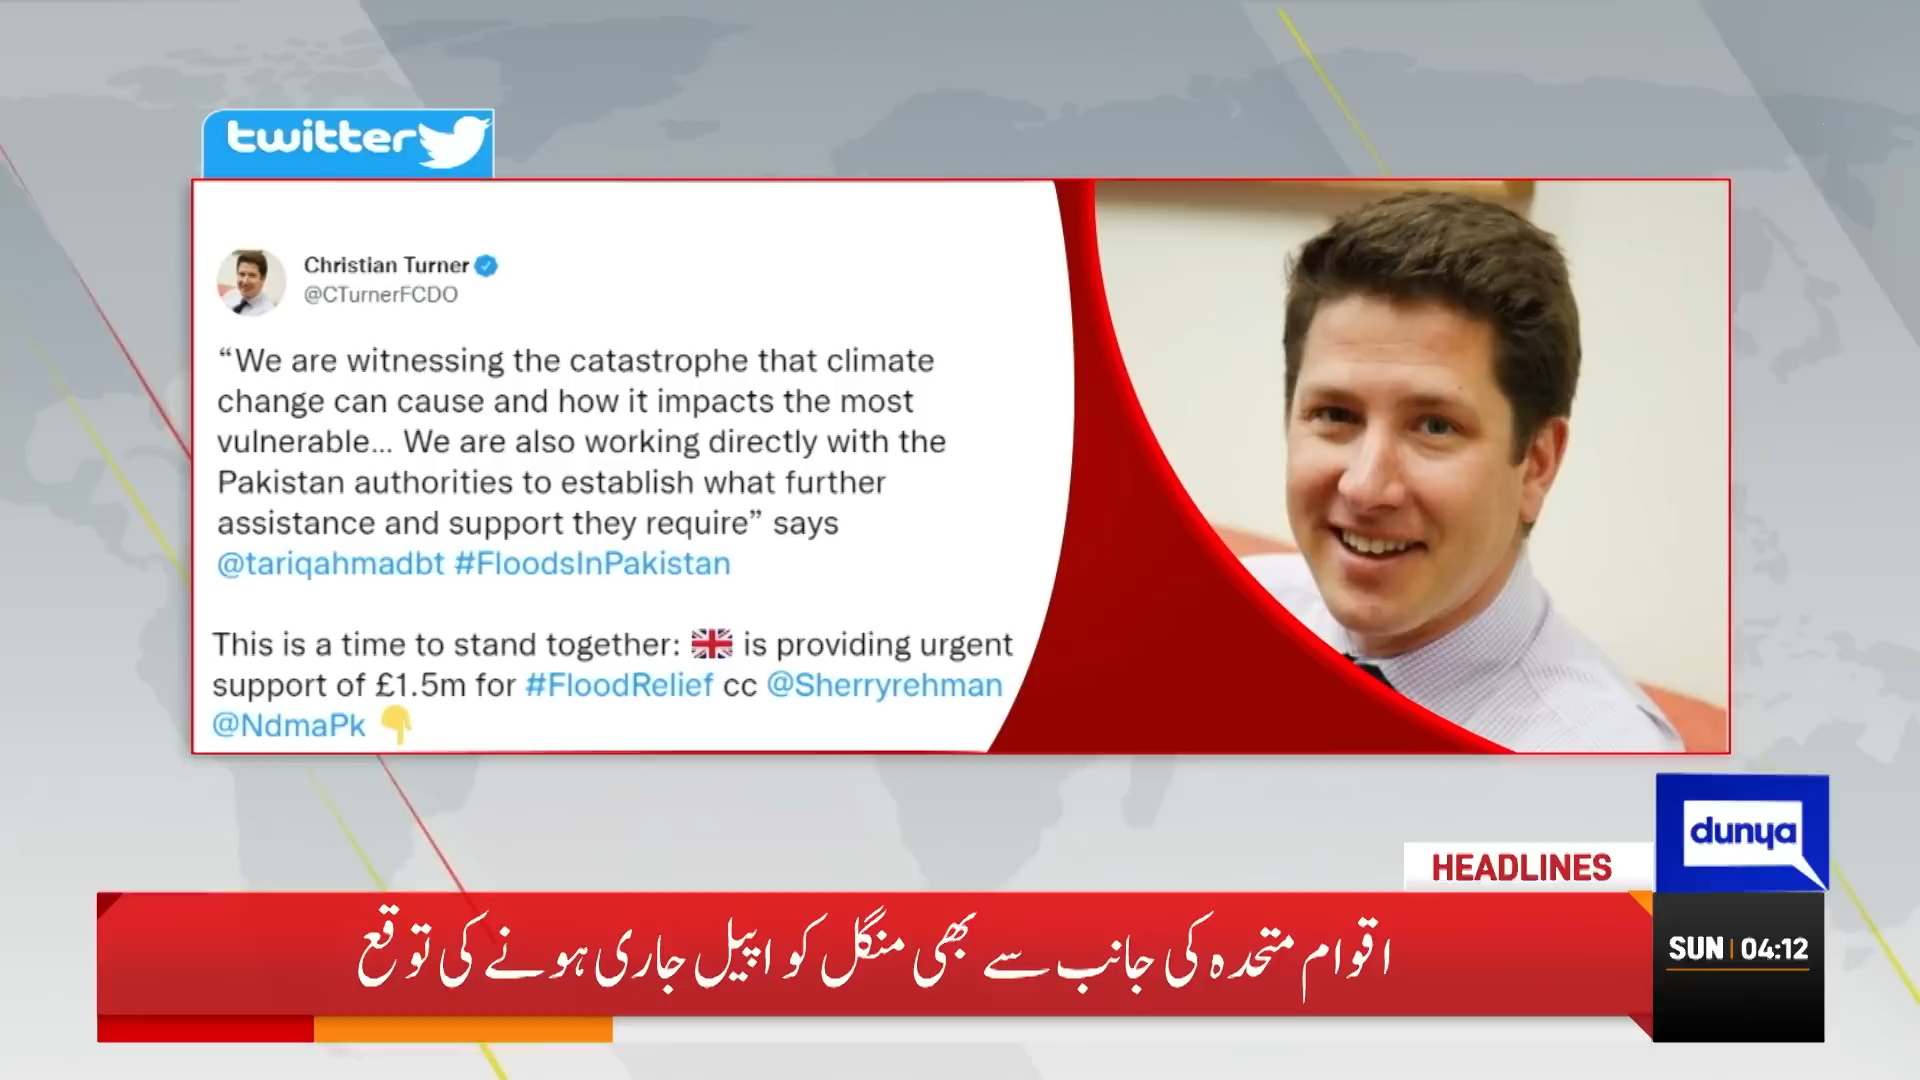 twitter
Christian Turner
@CTurnerFCDO
“We are witnessing the catastrophe that climate
change can cause and how it impacts the most
vulnerable... We are also working directly with the
Pakistan authorities to establish what further
assistance and support they require” says
@tariqahmadbt #FloodsInPakistan
This is a time to stand together: 🇬🇧 is providing urgent
support of £1.5m for #FloodRelief cc @Sherryrehman
@NdmaPk 👇
dunya
HEADLINES
اقوام متحدہ کی جانب سے بھی منگل کو اپیل جاری ہونے کی توقع
SUN | 04:12